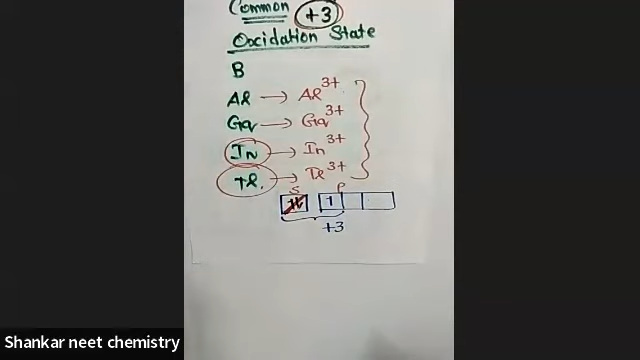 Common +3
Oxidation State
B
Al → Al3+
Ga → Ga3+
In → In3+
Tl. → Tl3+
S P
1
+3
Shankar neet chemistry